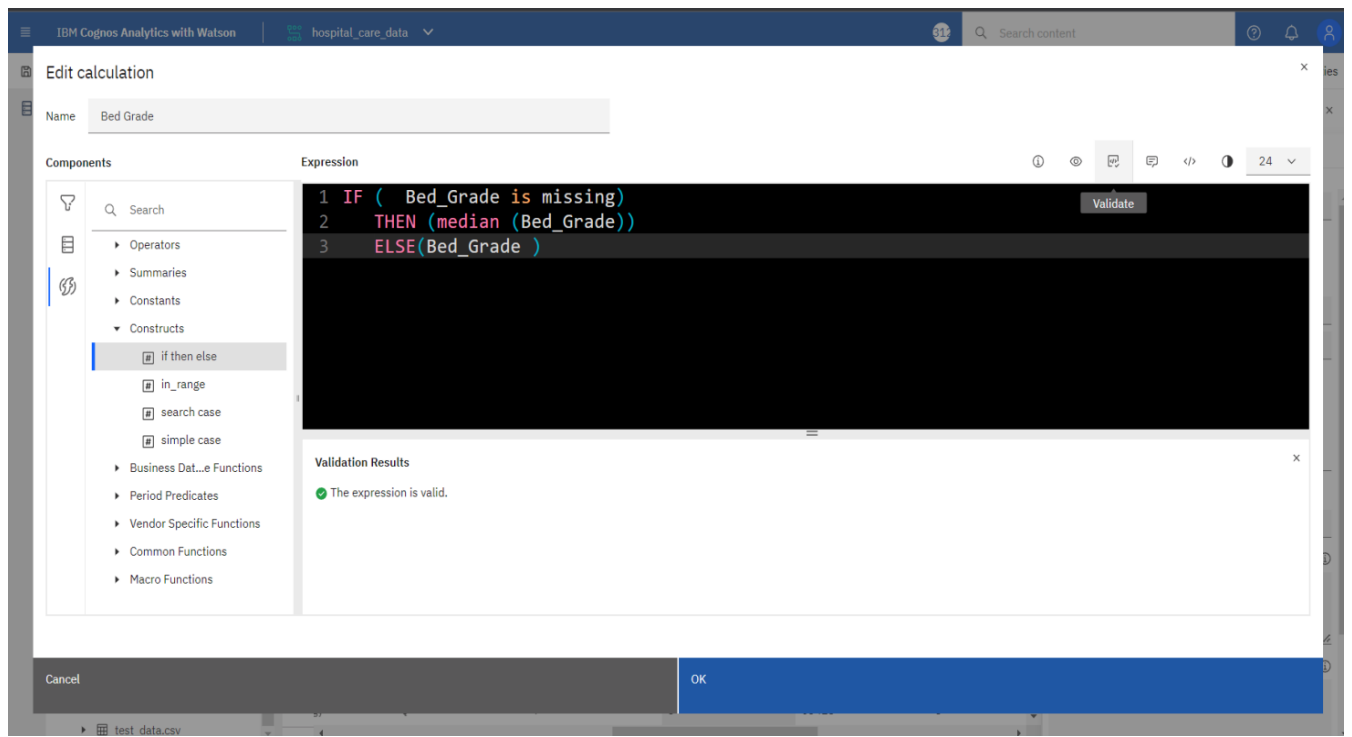 IBM Cognos Analytics with Watson
hospital_care_data
Search content
Edit calculation
ies
Name
Bed Grade
Components
Expression
24
Validate
Search
Operators
Summaries
Constants
Constructs
if then else
in_range
search case
simple case
Business Dat...e Functions
Period Predicates
Vendor Specific Functions
Common Functions
Macro Functions
1 IF (  Bed_Grade is missing)
2    THEN (median (Bed_Grade))
3    ELSE(Bed_Grade )
Validation Results
The expression is valid.
Cancel
OK
test_data.csv